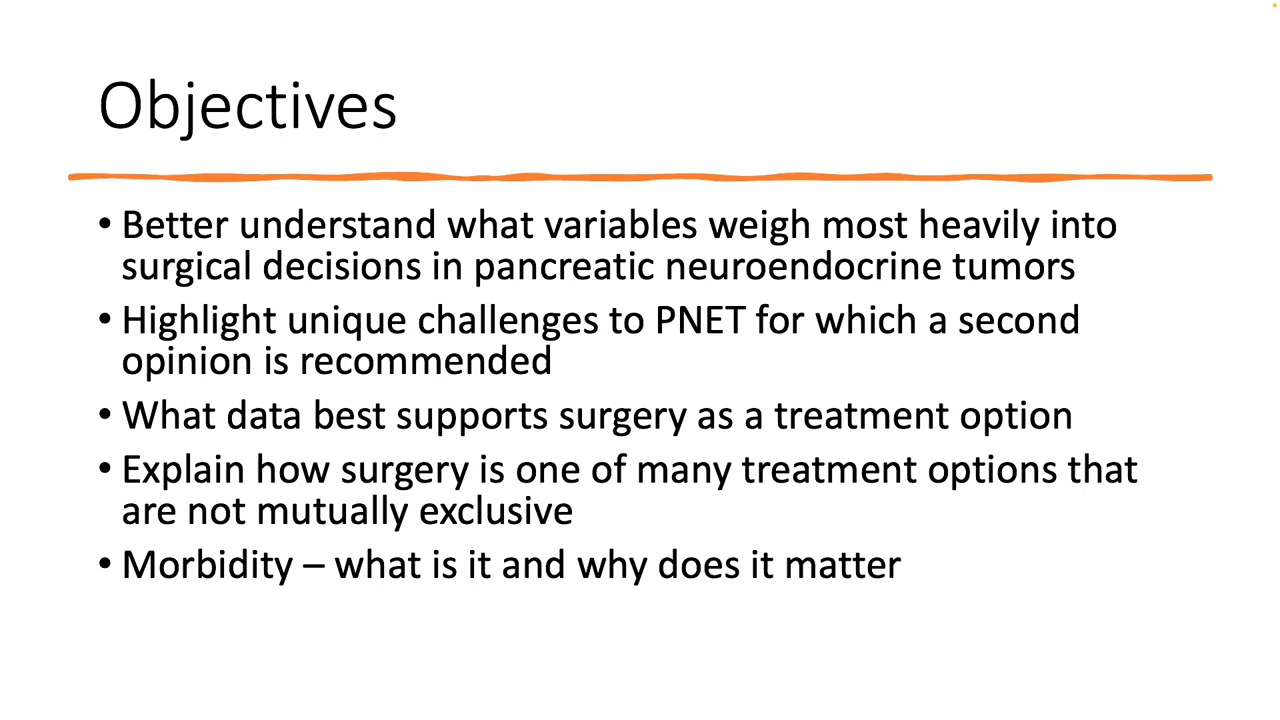 Objectives
• Better understand what variables weigh most heavily into
surgical decisions in pancreatic neuroendocrine tumors
• Highlight unique challenges to PNET for which a second
opinion is recommended
• What data best supports surgery as a treatment option
• Explain how surgery is one of many treatment options that
are not mutually exclusive
• Morbidity – what is it and why does it matter